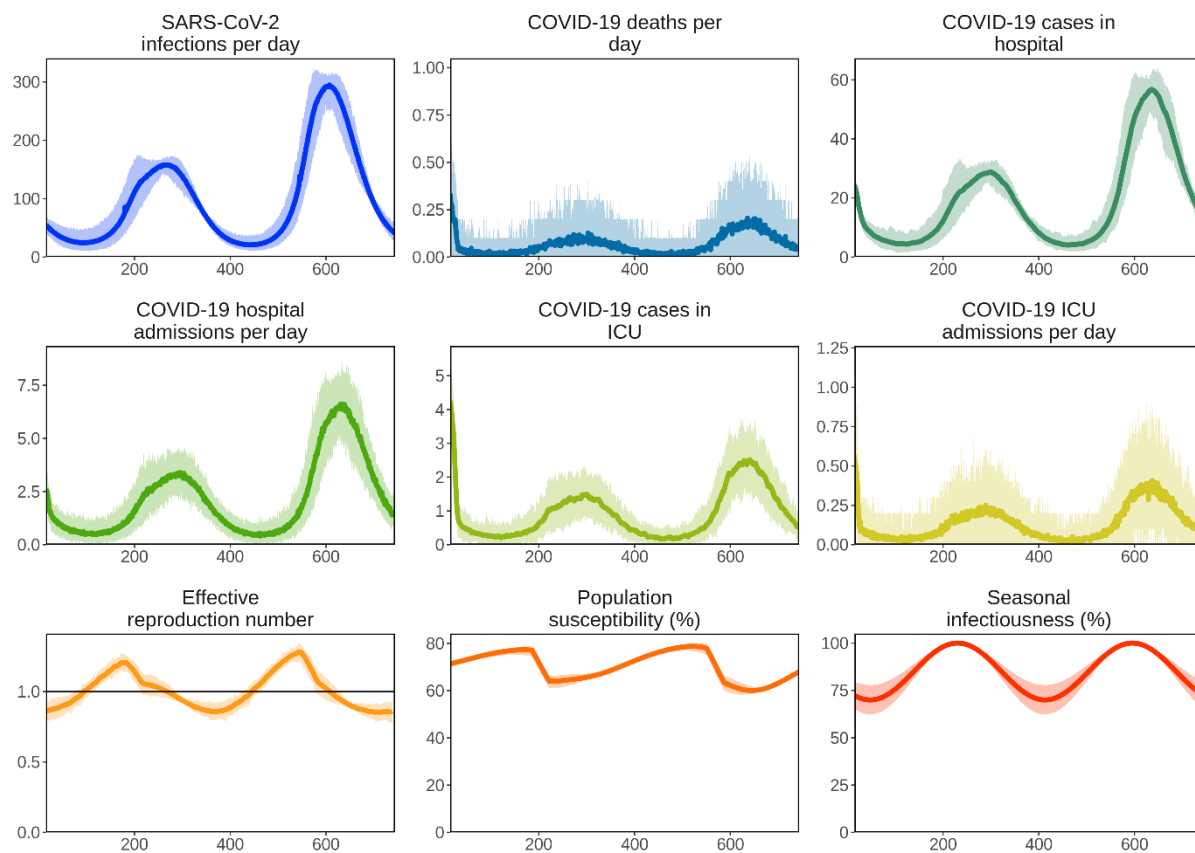 SARS-CoV-2
infections per day
COVID-19 deaths per
day
COVID-19 cases in
hospital
300
200
100
0
200 400 600
1.00
0.75
0.50
0.25
0.00
200 400 600
60
40
20
0
200 400 600
COVID-19 hospital
admissions per day
COVID-19 cases in
ICU
COVID-19 ICU
admissions per day
7.5
5.0
2.5
0.0
200 400 600
5
4
3
2
1
0
200 400 600
1.25
1.00
0.75
0.50
0.25
0.00
200 400 600
Effective
reproduction number
Population
susceptibility (%)
Seasonal
infectiousness (%)
1.0
0.5
0.0
200 400 600
80
60
40
20
0
200 400 600
100
75
50
25
0
200 400 600